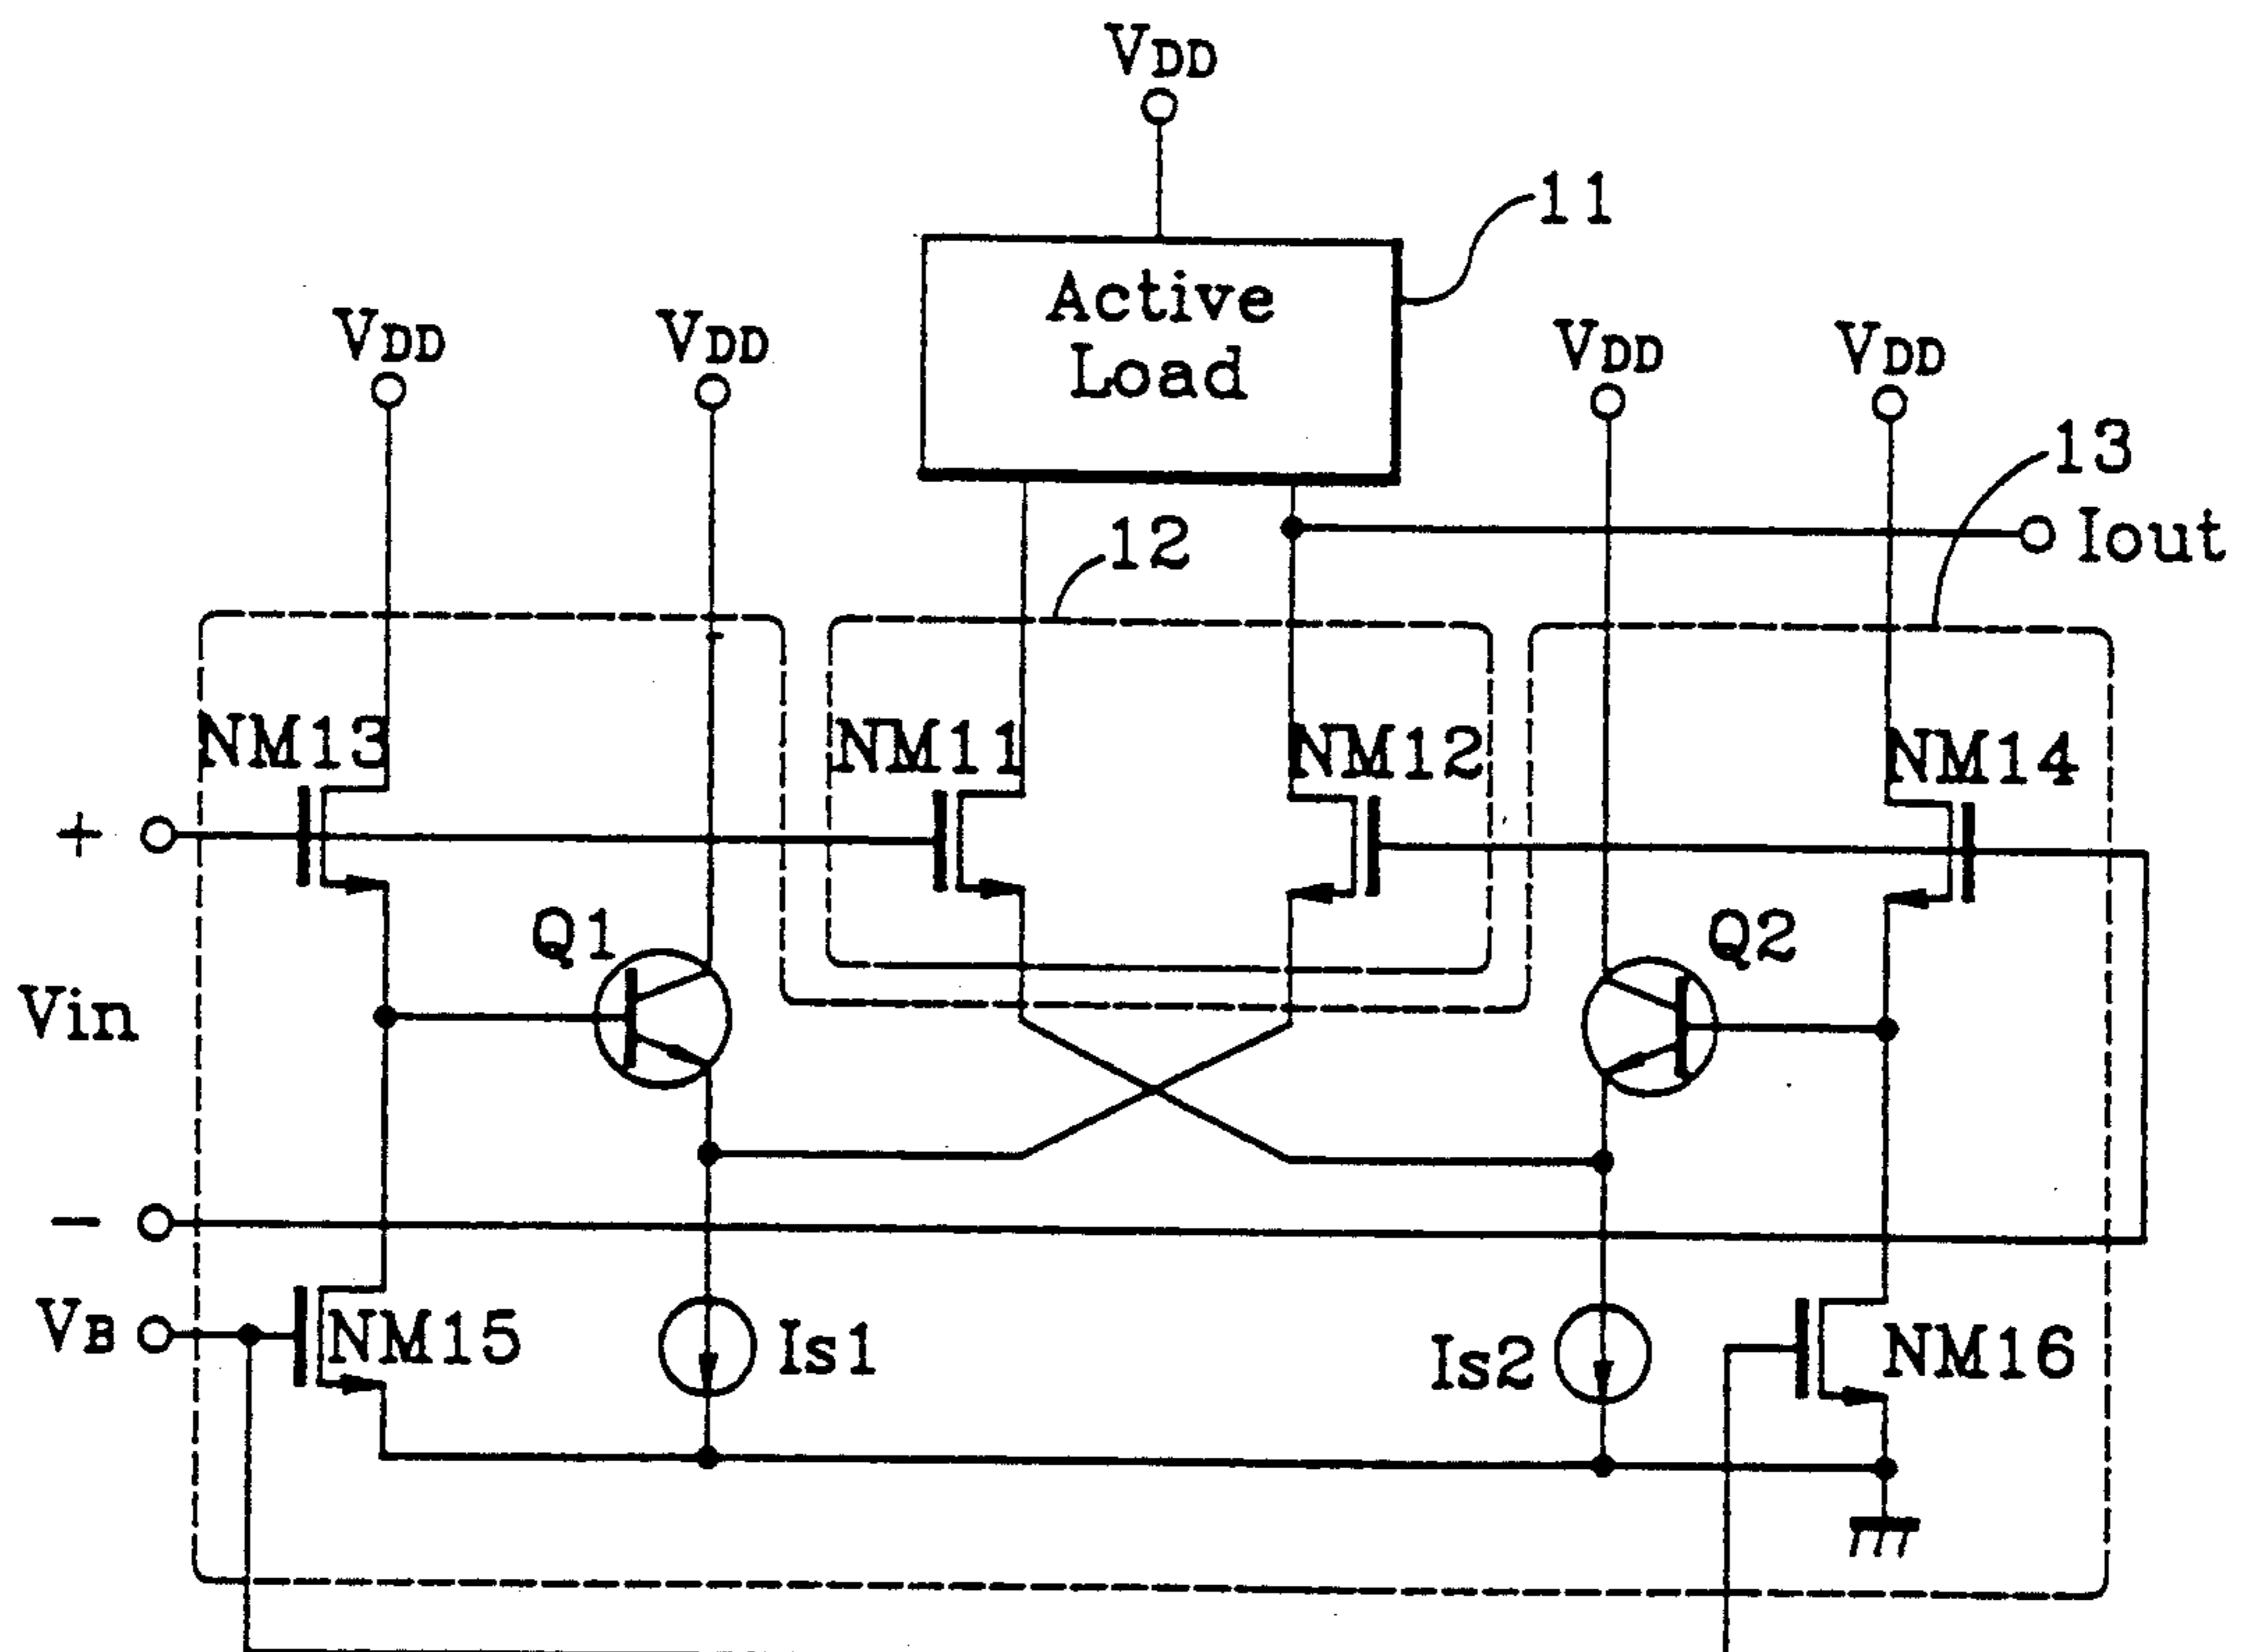 VDD
11
Active
Load
VDD
VDD
VDD
VDD
13
Iout
12
NM13
NM11
NM12
NM14
+
Q1
Q2
Vin
−
VB
NM15
Is1
Is2
NM16